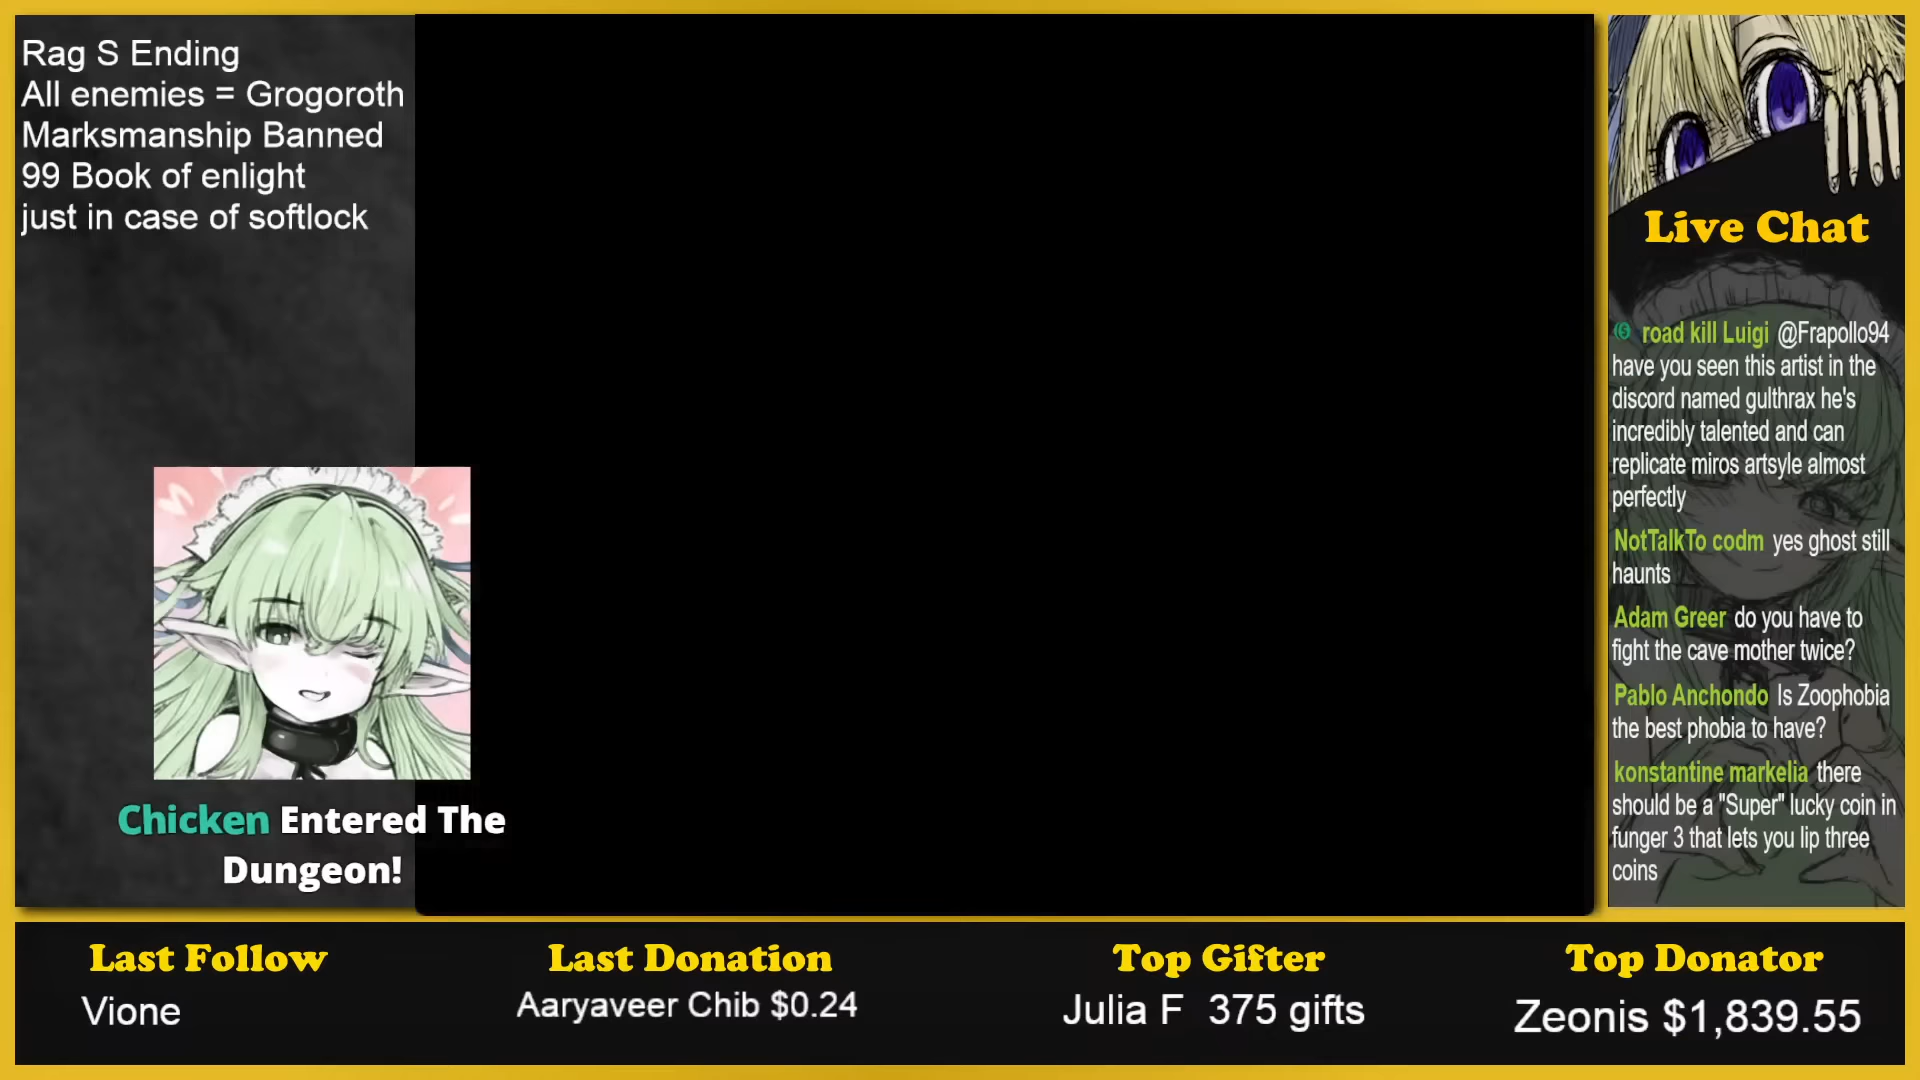 Rag S Ending
All enemies = Grogoroth
Marksmanship Banned
99 Book of enlight
just in case of softlock
Chicken Entered The
Dungeon!
Live Chat
road kill Luigi @Frapollo94
have you seen this artist in the
discord named gulthrax he's
incredibly talented and can
replicate miros artsyle almost
perfectly
NotTalkTo codm yes ghost still
haunts
Adam Greer do you have to
fight the cave mother twice?
Pablo Anchondo Is Zoophobia
the best phobia to have?
konstantine markelia there
should be a "Super" lucky coin in
funger 3 that lets you lip three
coins
Last Follow
Vione
Last Donation
Aaryaveer Chib $0.24
Top Gifter
Julia F 375 gifts
Top Donator
Zeonis $1,839.55